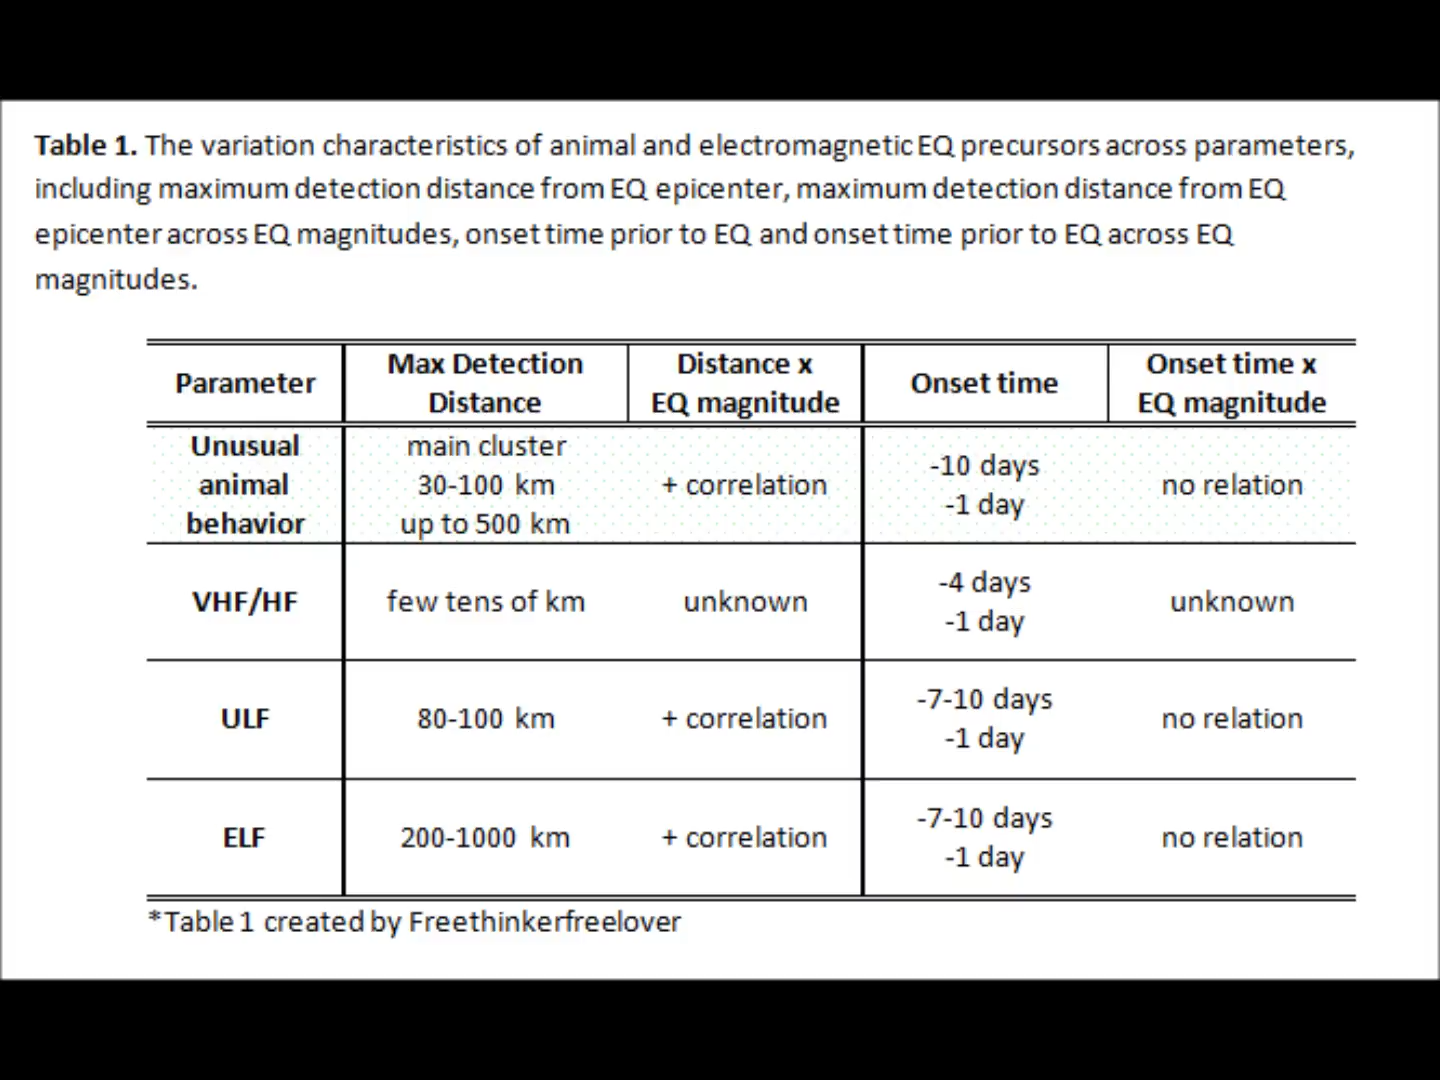 Table 1. The variation characteristics of animal and electromagnetic EQ precursors across parameters,
including maximum detection distance from EQ epicenter, maximum detection distance from EQ
epicenter across EQ magnitudes, onset time prior to EQ and onset time prior to EQ across EQ
magnitudes.
Parameter
Max Detection
Distance
Distance x
EQ magnitude
Onset time
Onset time x
EQ magnitude
Unusual
animal
behavior
main cluster
30-100 km
up to 500 km
+ correlation
-10 days
-1 day
no relation
VHF/HF
few tens of km
unknown
-4 days
-1 day
unknown
ULF
80-100 km
+ correlation
-7-10 days
-1 day
no relation
ELF
200-1000 km
+ correlation
-7-10 days
-1 day
no relation
*Table 1 created by Freethinkerfreelover